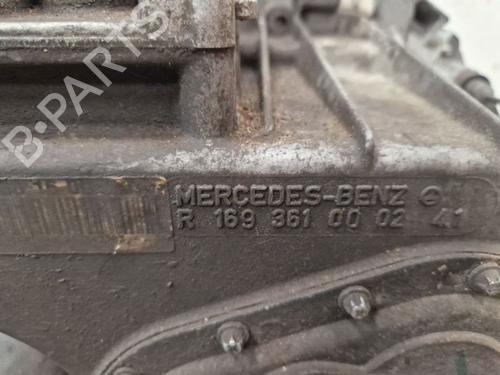 B-PARTS
MERCEDES-BENZ
R 169 361 00 02 41